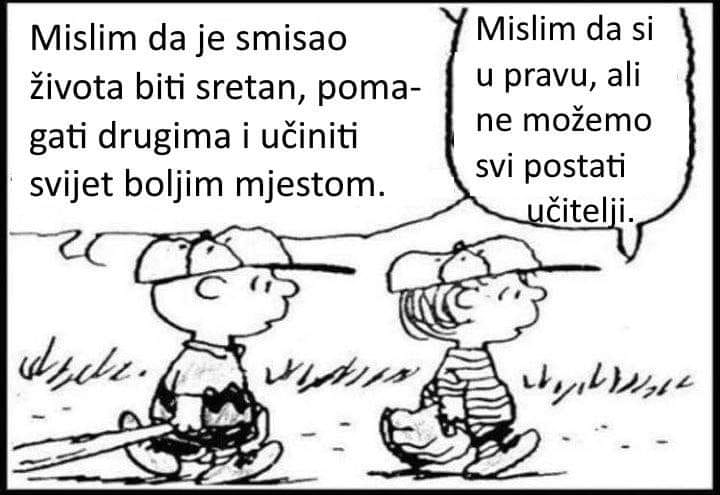 Mislim da je smisao
života biti sretan, poma-
gati drugima i učiniti
svijet boljim mjestom.
Mislim da si
u pravu, ali
ne možemo
svi postati
učitelji.